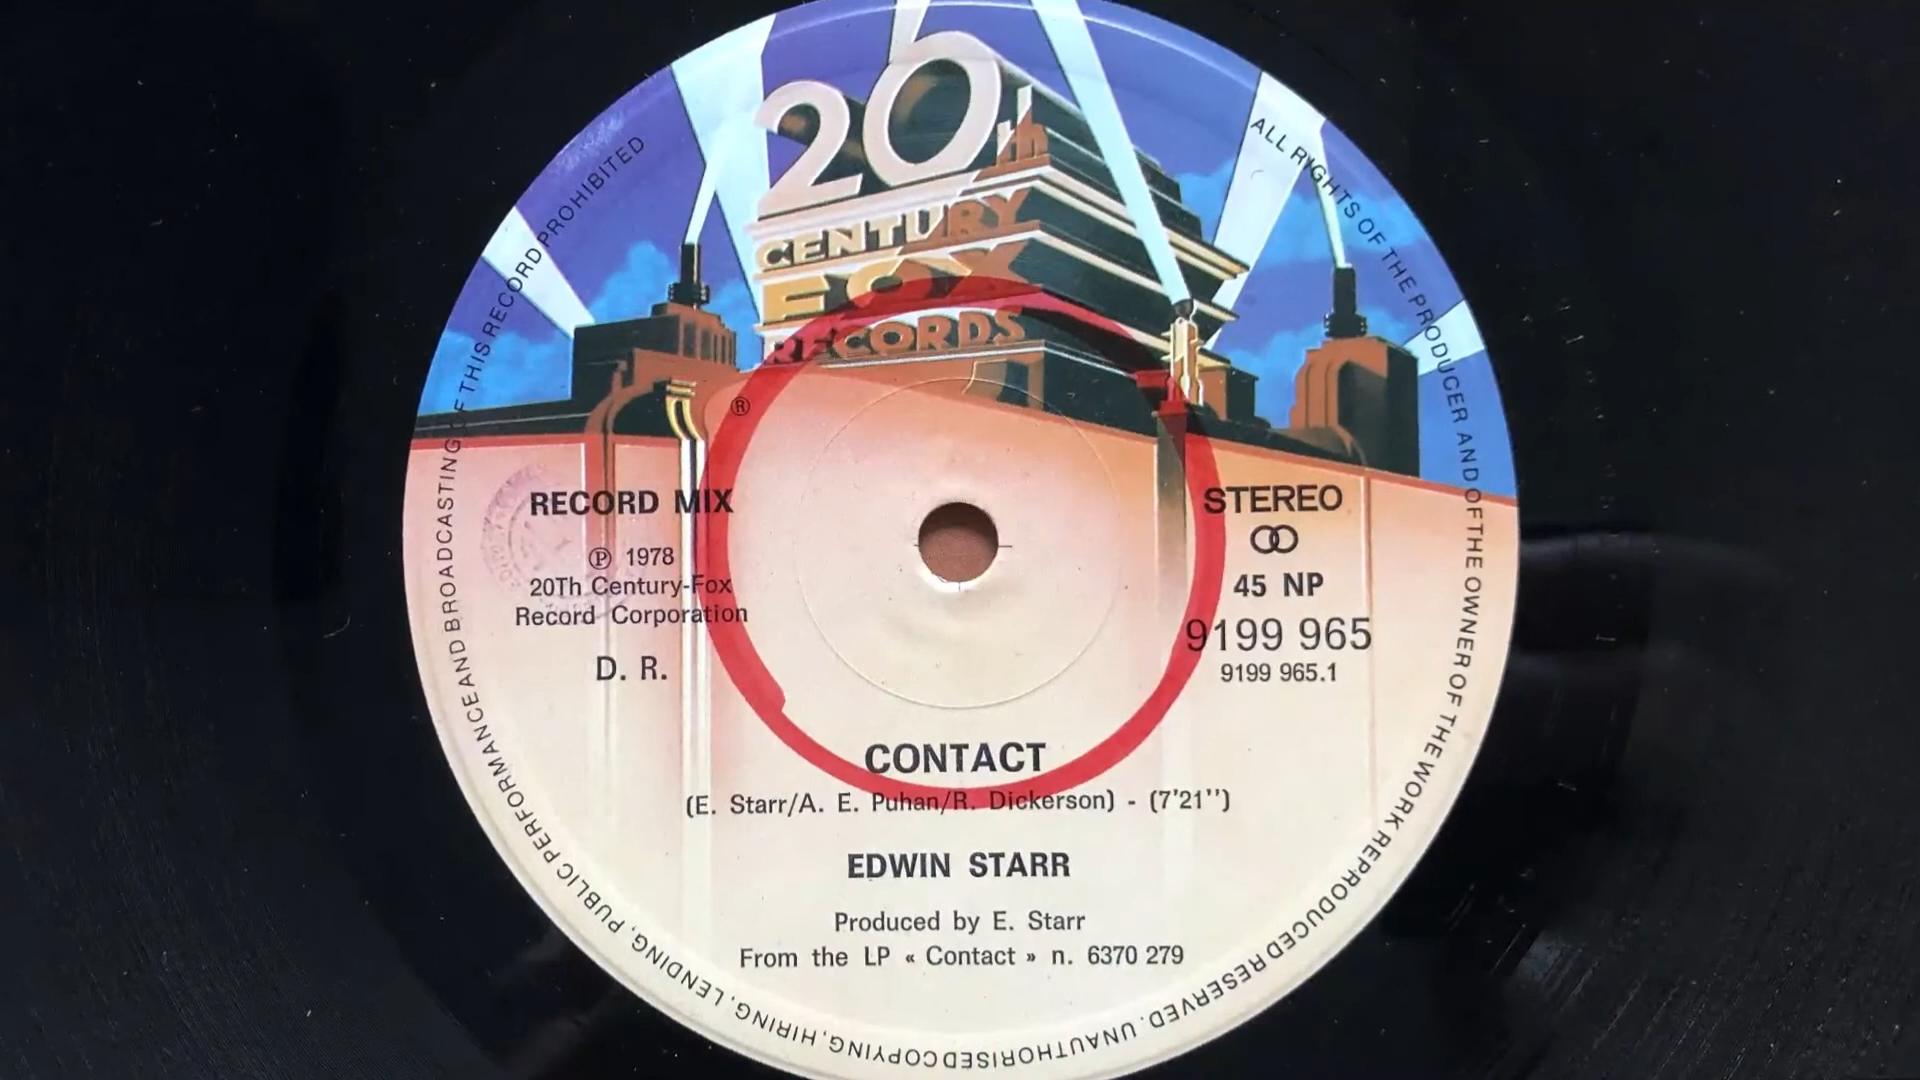 20th
CENTURY
FOX
RECORDS
®
RECORD MIX
℗ 1978
20Th Century-Fox
Record Corporation
D. R.
STEREO
45 NP
9199 965
9199 965.1
CONTACT
(E. Starr/A. E. Puhan/R. Dickerson) - (7'21'')
EDWIN STARR
Produced by E. Starr
From the LP « Contact » n. 6370 279
ALL RIGHTS OF THE PRODUCER AND OF THE OWNER OF THE WORK REPRODUCED RESERVED. UNAUTHORISED COPYING, HIRING, LENDING, PUBLIC PERFORMANCE AND BROADCASTING OF THIS RECORD PROHIBITED